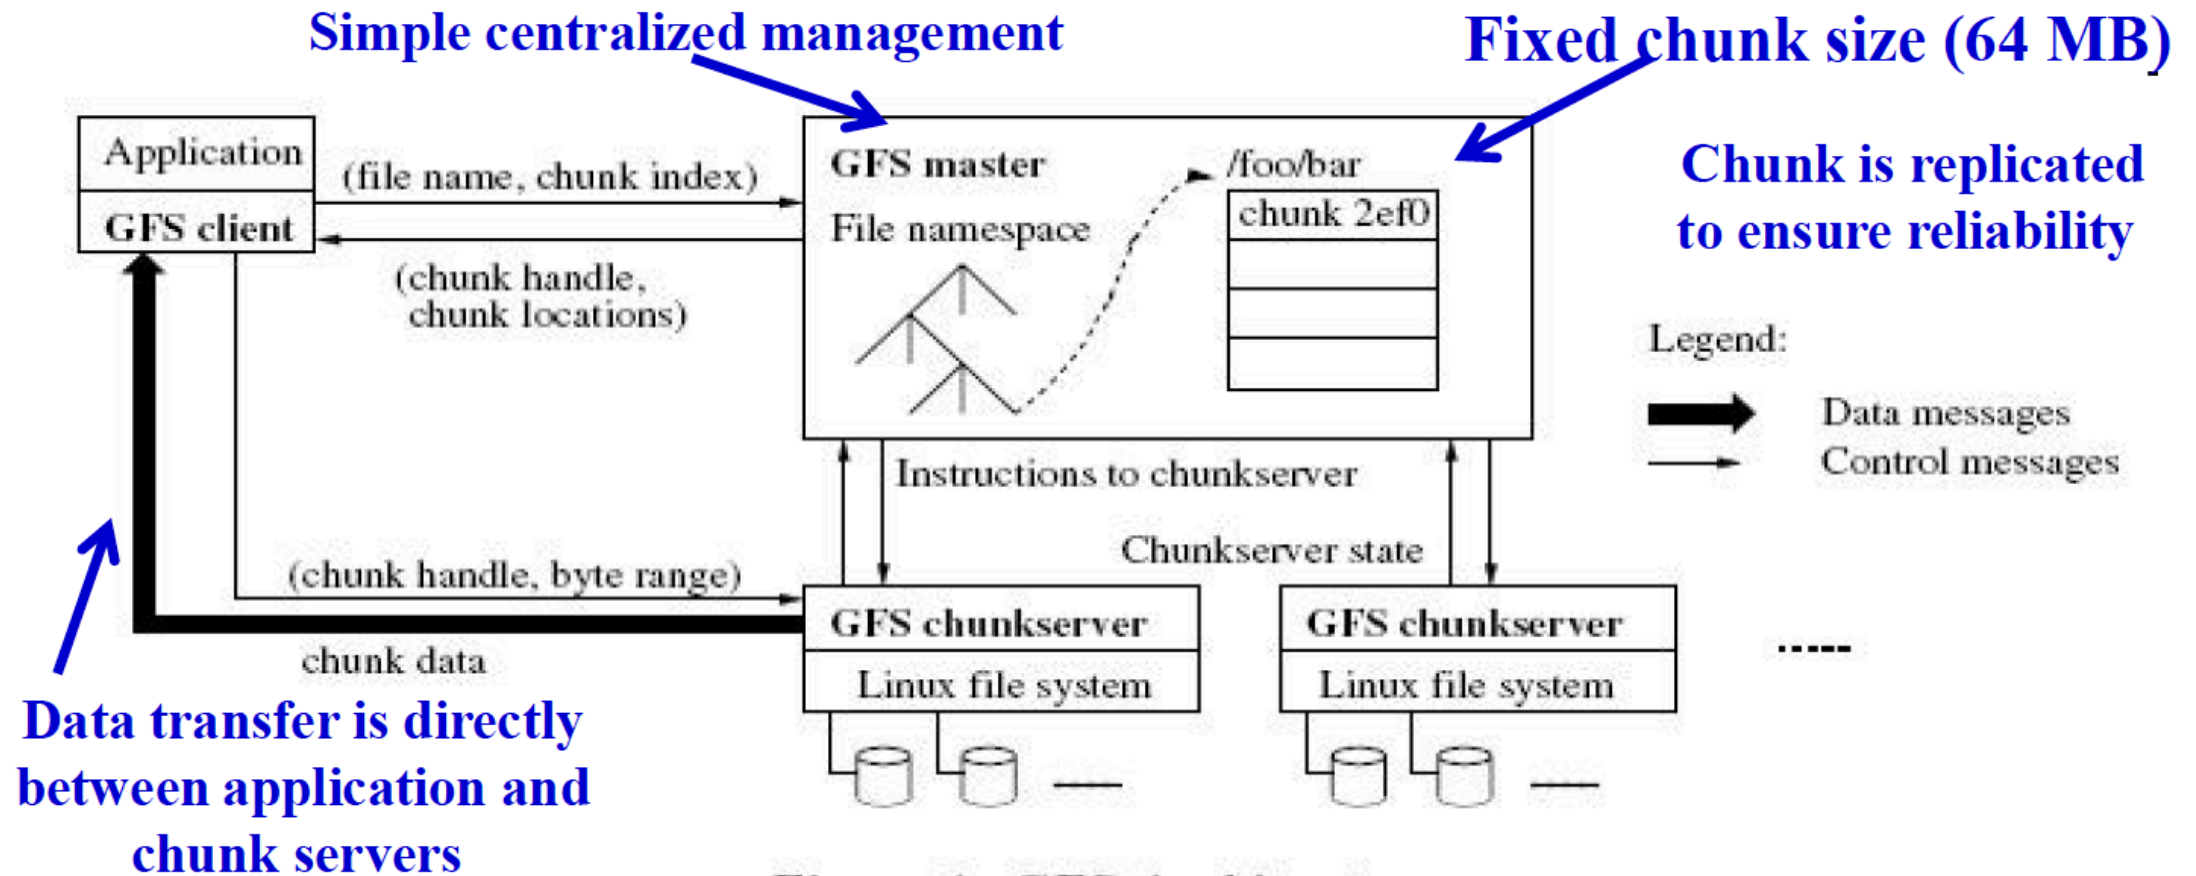 Simple centralized management
Fixed chunk size (64 MB)
Application
GFS client
(file name, chunk index)
(chunk handle,
chunk locations)
GFS master
File namespace
/foo/bar
chunk 2ef0
Chunk is replicated
to ensure reliability
Legend:
Data messages
Control messages
Instructions to chunkserver
Chunkserver state
(chunk handle, byte range)
chunk data
GFS chunkserver
Linux file system
GFS chunkserver
Linux file system
Data transfer is directly
between application and
chunk servers